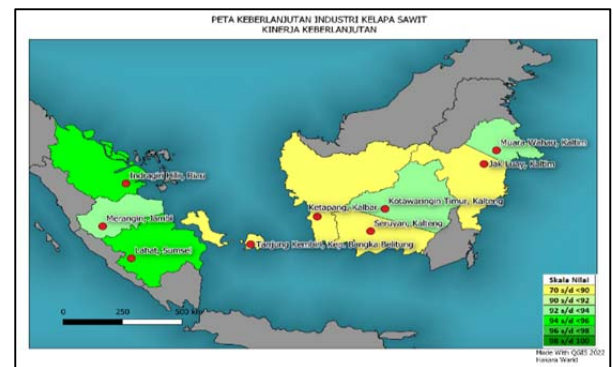 PETA KEBERLANJUTAN INDUSTRI KELAPA SAWIT
KINERJA KEBERLANJUTAN
Muara Wahau, Kaltim
Jak Luay, Kaltim
Indragiri Hilir, Riau
Ketapang, Kalbar
Kotawaringin Timur, Kalteng
Merangin, Jambi
Seruyan, Kalteng
Tanjung Kembiri, Kep. Bangka Belitung
Lahat, Sumsel
Skala Nilai
70 s/d <90
90 s/d <92
92 s/d <94
94 s/d <96
96 s/d <98
98 s/d 100
0 250 500 km
Made With QGIS 2022